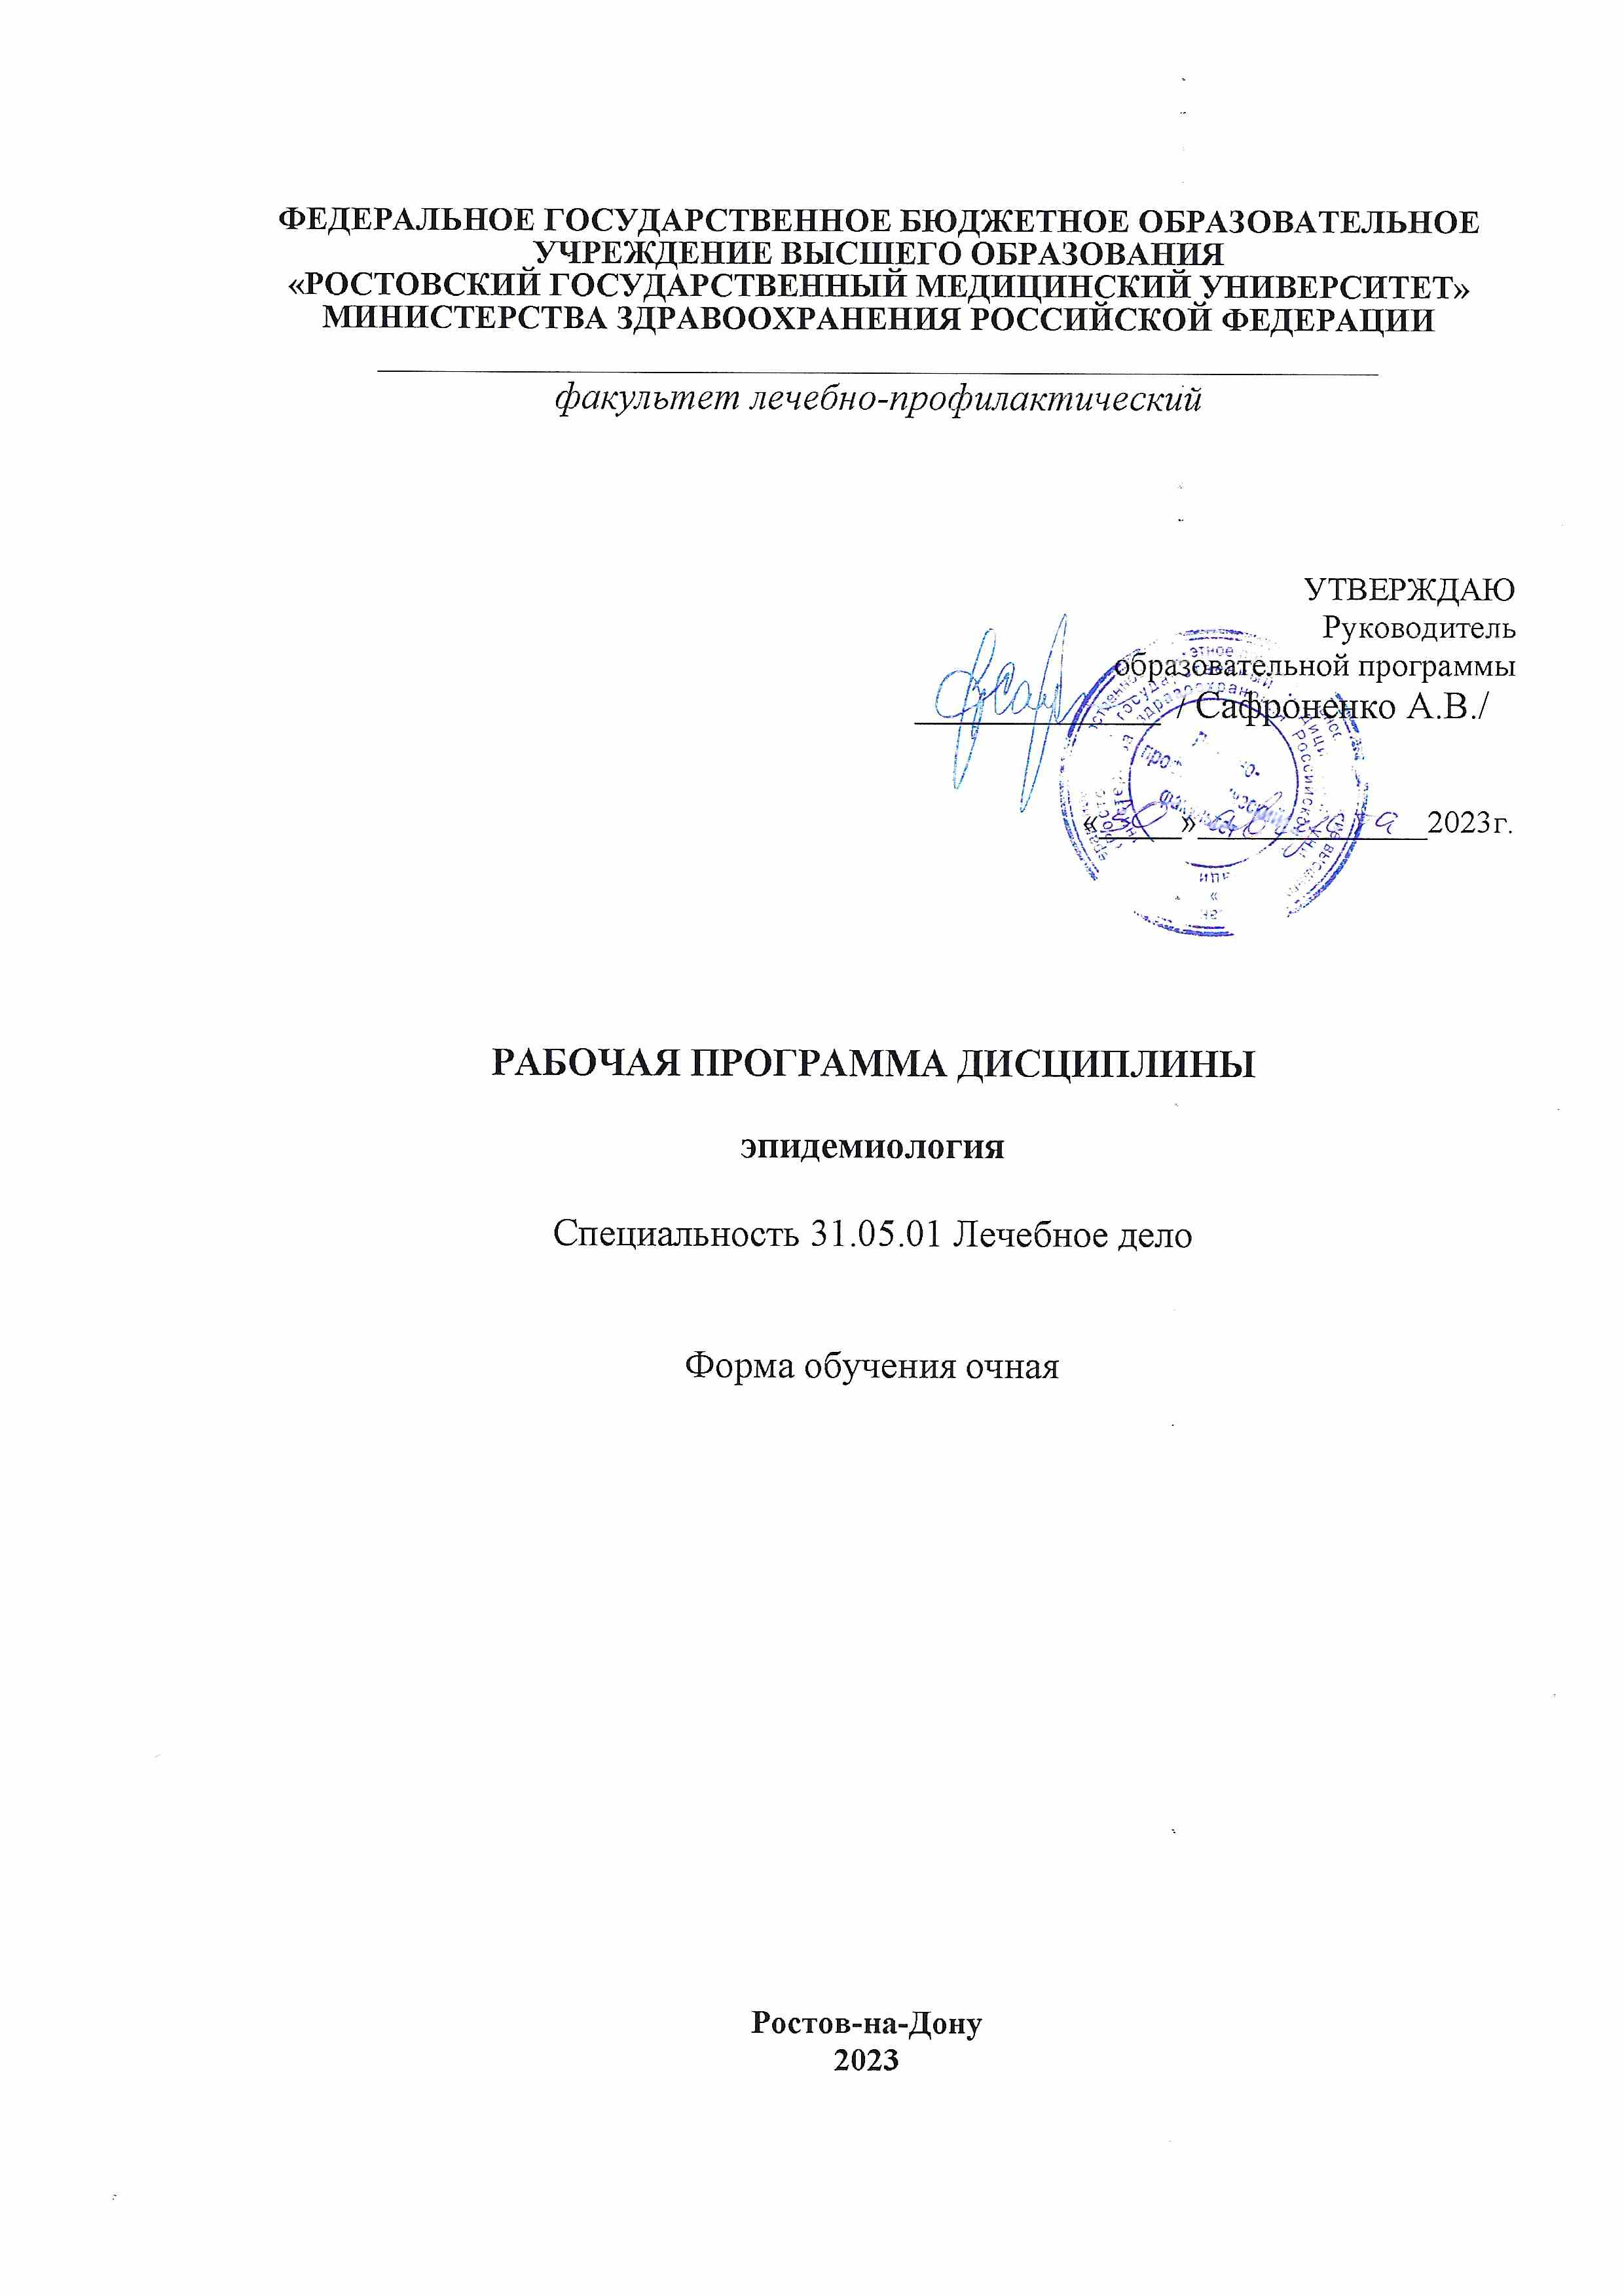 ФЕДЕРАЛЬНОЕ ГОСУДАРСТВЕННОЕ БЮДЖЕТНОЕ ОБРАЗОВАТЕЛЬНОЕ
УЧРЕЖДЕНИЕ ВЫСШЕГО ОБРАЗОВАНИЯ
«РОСТОВСКИЙ ГОСУДАРСТВЕННЫЙ МЕДИЦИНСКИЙ УНИВЕРСИТЕТ»
МИНИСТЕРСТВА ЗДРАВООХРАНЕНИЯ РОССИЙСКОЙ ФЕДЕРАЦИИ
факультет лечебно-профилактический
УТВЕРЖДАЮ
Руководитель
образовательной программы
/ Сафроненко А.В./
« » 2023г.
РАБОЧАЯ ПРОГРАММА ДИСЦИПЛИНЫ
эпидемиология
Специальность 31.05.01 Лечебное дело
Форма обучения очная
Ростов-на-Дону
2023